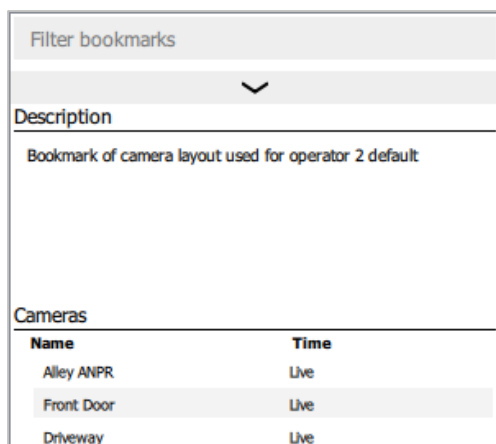 Filter bookmarks
Description
Bookmark of camera layout used for operator 2 default
Cameras
Name Time
Alley ANPR Live
Front Door Live
Driveway Live